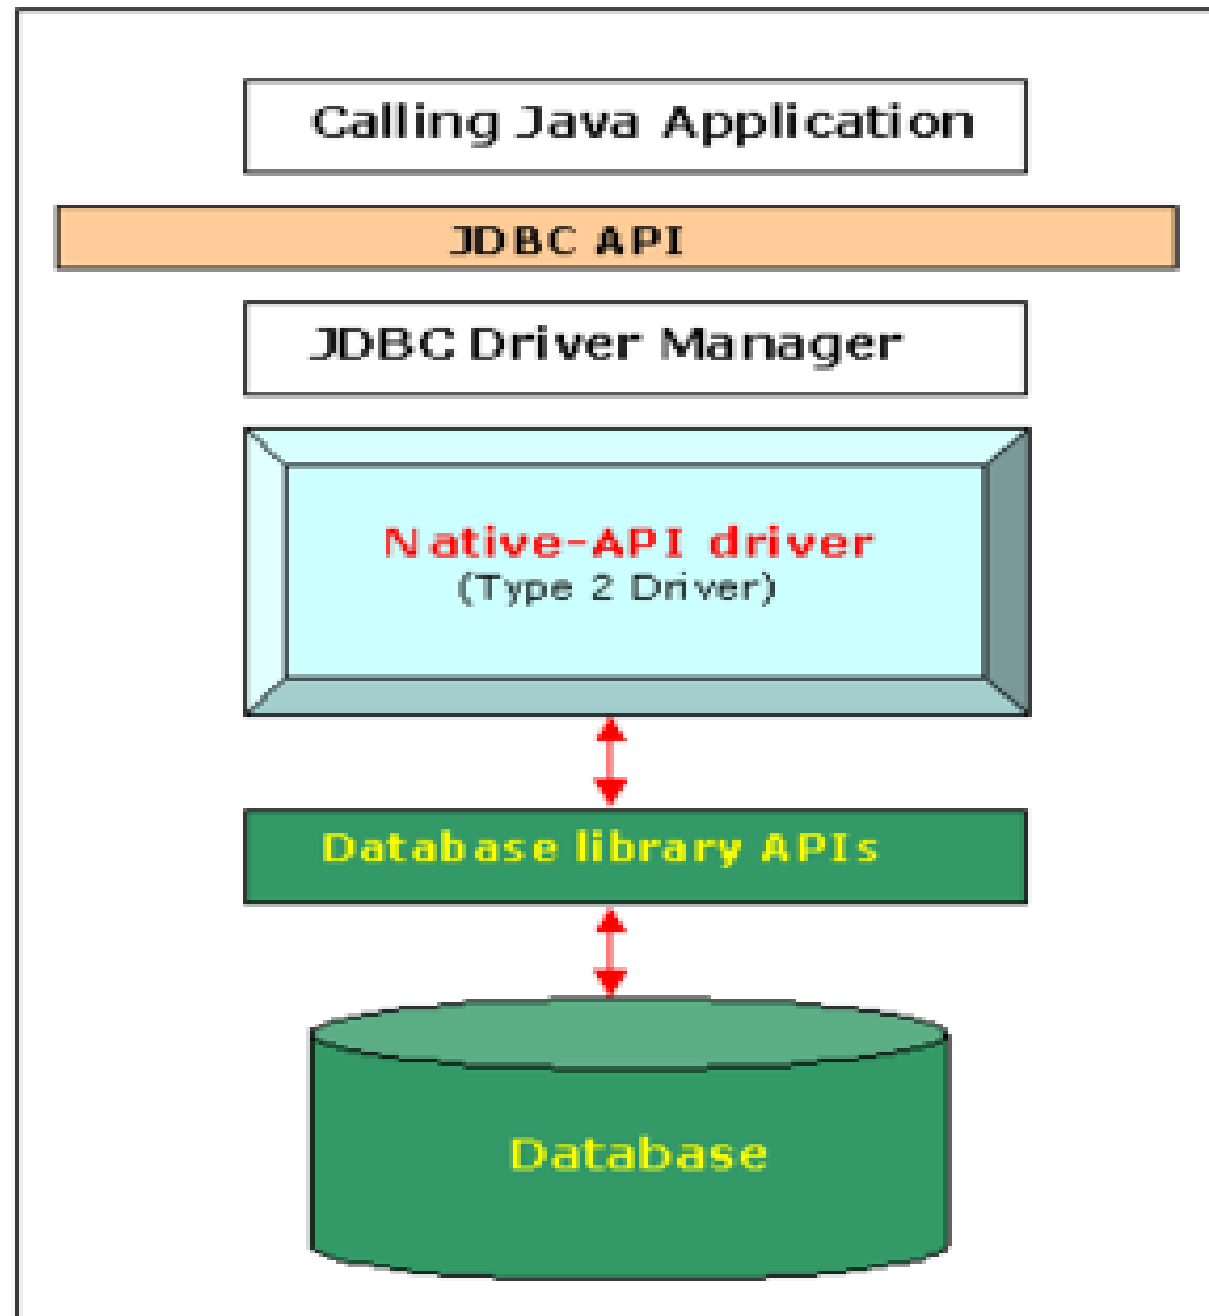 Calling Java Application
JDBC API
JDBC Driver Manager
Native-API driver
(Type 2 Driver)
Database library APIs
Database